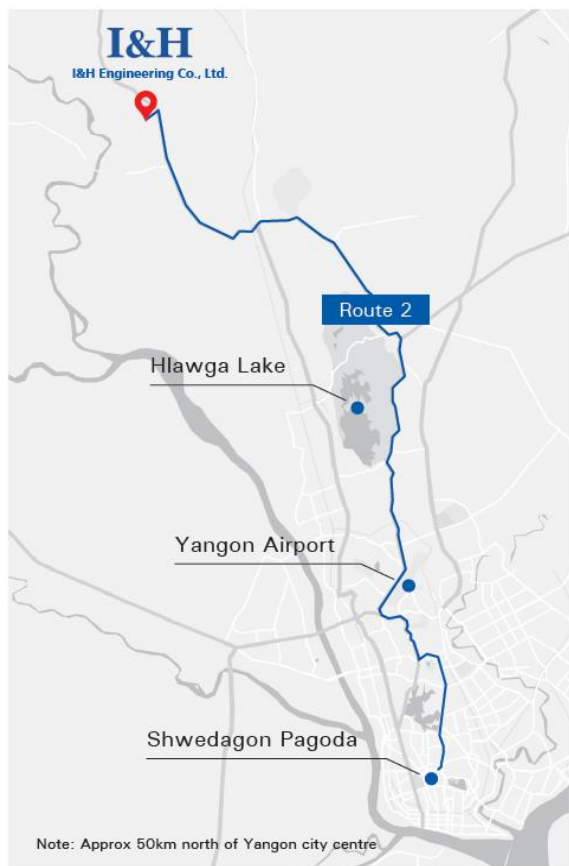 I&H
I&H Engineering Co., Ltd.
Route 2
Hlawga Lake
Yangon Airport
Shwedagon Pagoda
Note: Approx 50km north of Yangon city centre